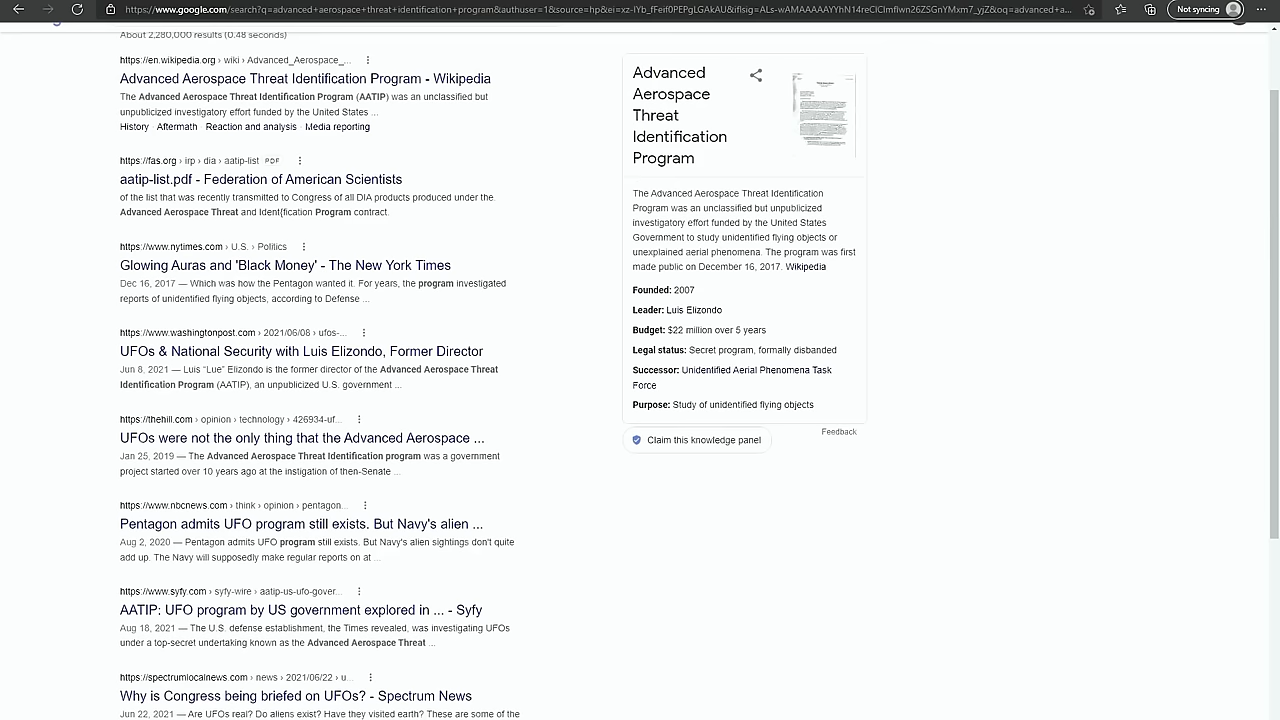 https://www.google.com/search?q=advanced+aerospace+threat+identification+program&authuser=1&source=hp&ei=xz-IYb_fFeif0PEPgLGAkAU&iflsig=ALs-wAMAAAAAYYhN14reCICImfIwn26ZSGnYMxm7_yjZ&oq=advanced+a...
Not syncing
About 2,280,000 results (0.48 seconds)
https://en.wikipedia.org › wiki › Advanced_Aerospace_...
Advanced Aerospace Threat Identification Program - Wikipedia
The Advanced Aerospace Threat Identification Program (AATIP) was an unclassified but
unpublicized investigatory effort funded by the United States ...
History Aftermath Reaction and analysis Media reporting
https://fas.org › irp › dia › aatip-list PDF
aatip-list.pdf - Federation of American Scientists
of the list that was recently transmitted to Congress of all DIA products produced under the
Advanced Aerospace Threat and Ident{fication Program contract.
https://www.nytimes.com › U.S. › Politics
Glowing Auras and 'Black Money' - The New York Times
Dec 16, 2017 — Which was how the Pentagon wanted it. For years, the program investigated
reports of unidentified flying objects, according to Defense ...
https://www.washingtonpost.com › 2021/06/08 › ufos-...
UFOs & National Security with Luis Elizondo, Former Director
Jun 8, 2021 — Luis "Lue" Elizondo is the former director of the Advanced Aerospace Threat
Identification Program (AATIP), an unpublicized U.S. government ...
https://thehill.com › opinion › technology › 426934-uf...
UFOs were not the only thing that the Advanced Aerospace ...
Jan 25, 2019 — The Advanced Aerospace Threat Identification program was a government
project started over 10 years ago at the instigation of then-Senate ...
https://www.nbcnews.com › think › opinion › pentagon...
Pentagon admits UFO program still exists. But Navy's alien ...
Aug 2, 2020 — Pentagon admits UFO program still exists. But Navy's alien sightings don't quite
add up. The Navy will supposedly make regular reports on at ...
https://www.syfy.com › syfy-wire › aatip-us-ufo-gover...
AATIP: UFO program by US government explored in ... - Syfy
Aug 18, 2021 — The U.S. defense establishment, the Times revealed, was investigating UFOs
under a top-secret undertaking known as the Advanced Aerospace Threat ...
https://spectrumlocalnews.com › news › 2021/06/22 › u...
Why is Congress being briefed on UFOs? - Spectrum News
Jun 22, 2021 — Are UFOs real? Do aliens exist? Have they visited earth? These are some of the
Advanced
Aerospace
Threat
Identification
Program
The Advanced Aerospace Threat Identification
Program was an unclassified but unpublicized
investigatory effort funded by the United States
Government to study unidentified flying objects or
unexplained aerial phenomena. The program was first
made public on December 16, 2017. Wikipedia
Founded: 2007
Leader: Luis Elizondo
Budget: $22 million over 5 years
Legal status: Secret program, formally disbanded
Successor: Unidentified Aerial Phenomena Task
Force
Purpose: Study of unidentified flying objects
Feedback
Claim this knowledge panel